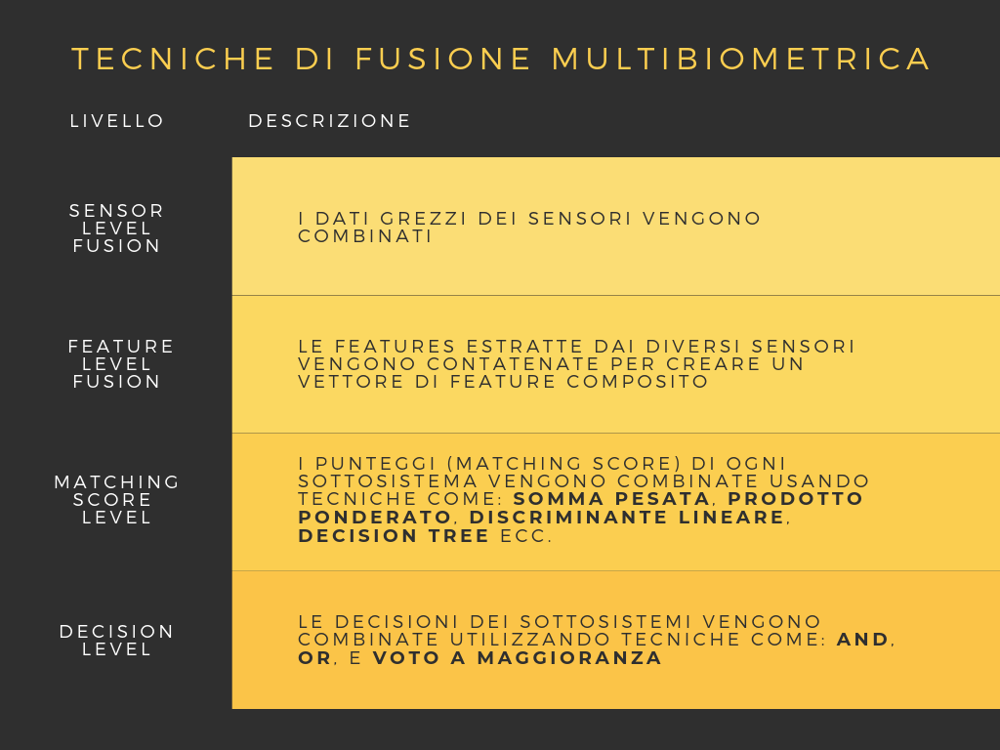 TECNICHE DI FUSIONE MULTIBIOMETRICA
LIVELLO DESCRIZIONE
SENSOR
LEVEL
FUSION
I DATI GREZZI DEI SENSORI VENGONO
COMBINATI
FEATURE
LEVEL
FUSION
LE FEATURES ESTRATTE DAI DIVERSI SENSORI
VENGONO CONTATENATE PER CREARE UN
VETTORE DI FEATURE COMPOSITO
MATCHING
SCORE
LEVEL
I PUNTEGGI (MATCHING SCORE) DI OGNI
SOTTOSISTEMA VENGONO COMBINATE USANDO
TECNICHE COME: SOMMA PESATA, PRODOTTO
PONDERATO, DISCRIMINANTE LINEARE,
DECISION TREE ECC.
DECISION
LEVEL
LE DECISIONI DEI SOTTOSISTEMI VENGONO
COMBINATE UTILIZZANDO TECNICHE COME: AND,
OR, E VOTO A MAGGIORANZA